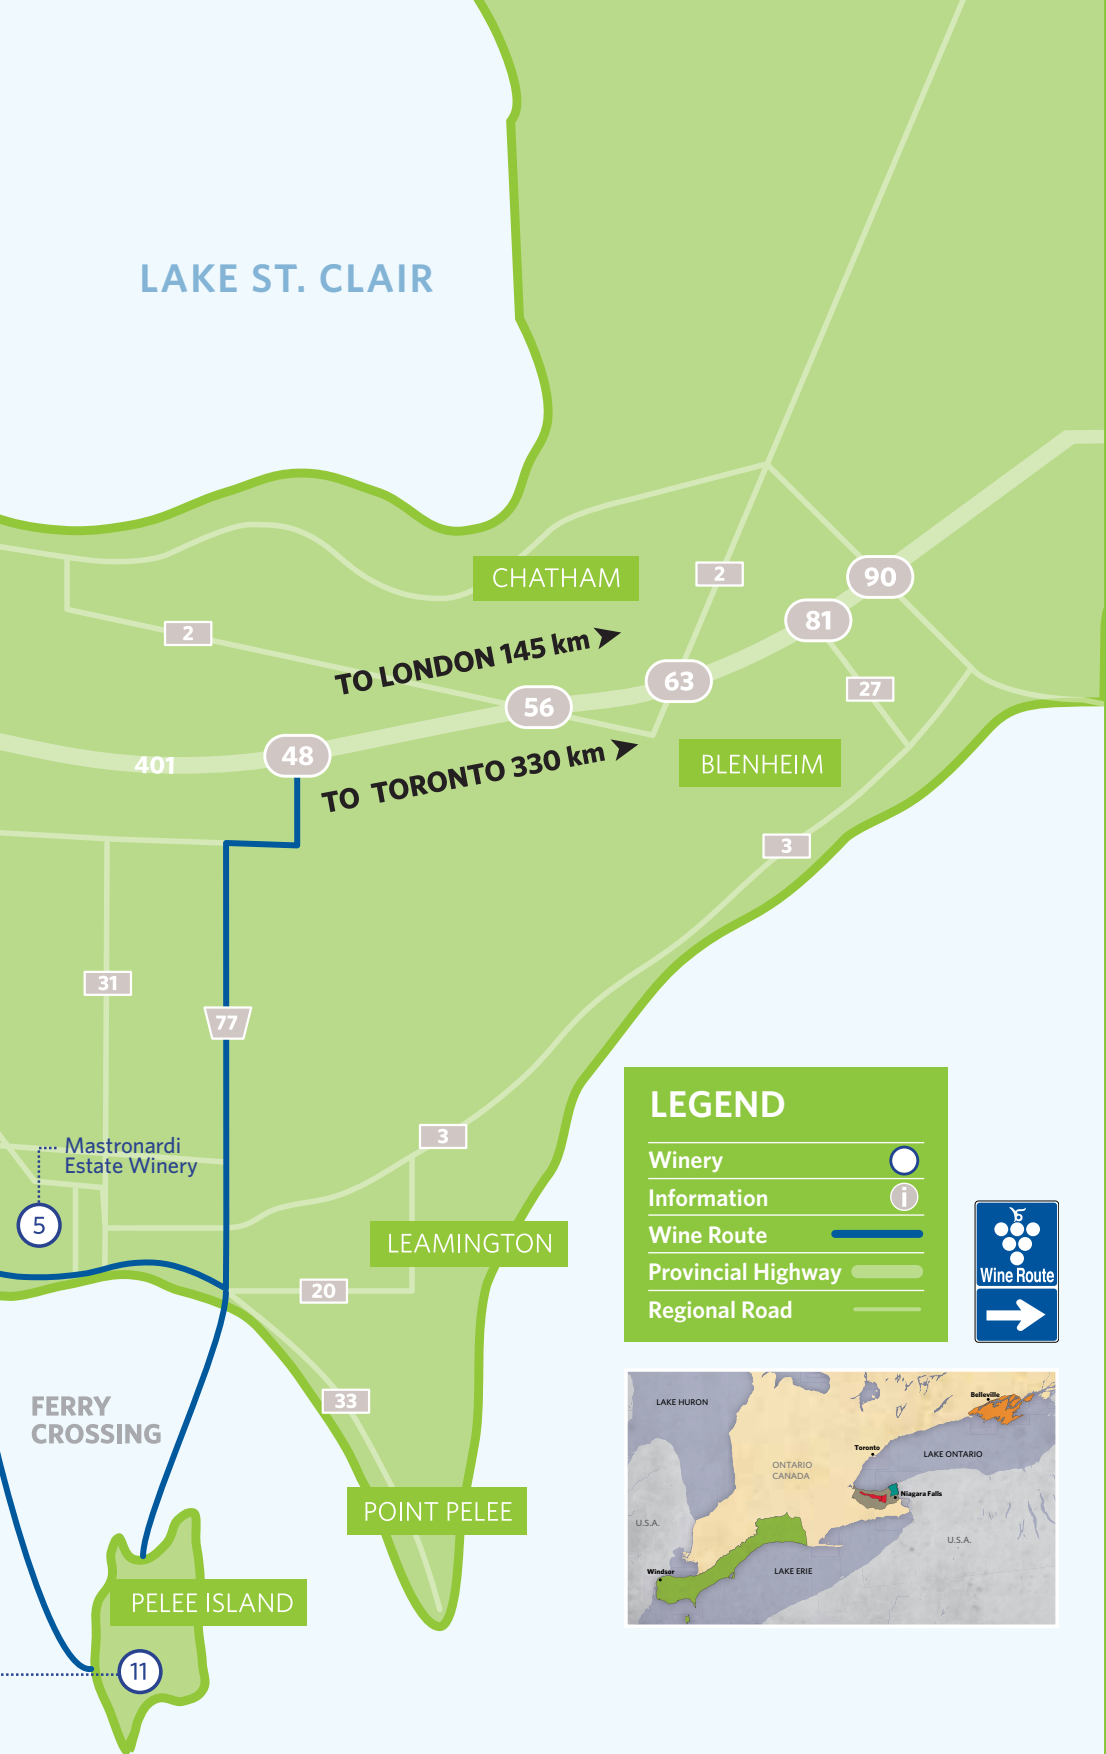 LAKE ST. CLAIR
CHATHAM
2
90
81
2
TO LONDON 145 km
63
27
56
48
401
TO TORONTO 330 km
BLENHEIM
3
31
77
3
Mastronardi
Estate Winery
5
LEAMINGTON
20
33
FERRY
CROSSING
POINT PELEE
PELEE ISLAND
11
LEGEND
Winery
Information i
Wine Route
Provincial Highway
Regional Road
Wine Route
LAKE HURON
Belleville
Toronto
LAKE ONTARIO
ONTARIO
CANADA
Niagara Falls
U.S.A.
U.S.A.
Windsor
LAKE ERIE